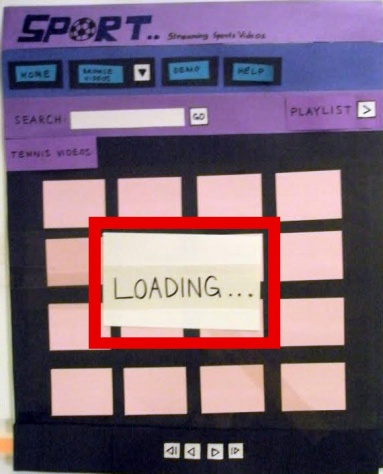 SPORT.. Streaming Sports Videos
HOME BROWSE VIDEOS ▼ DEMO HELP
SEARCH: GO PLAYLIST >
TENNIS VIDEOS
LOADING...